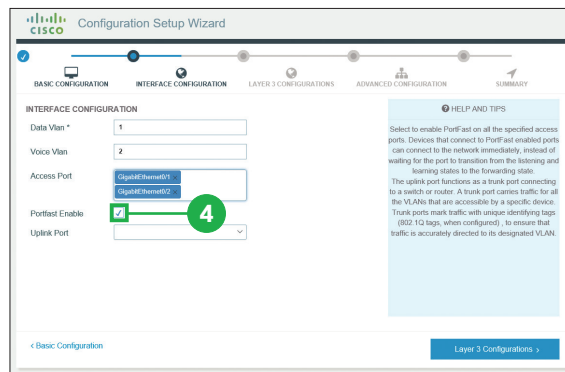 CISCO Configuration Setup Wizard
BASIC CONFIGURATION INTERFACE CONFIGURATION LAYER 3 CONFIGURATIONS ADVANCED CONFIGURATION SUMMARY
INTERFACE CONFIGURATION
Data Vlan * 1
Voice Vlan 2
Access Port GigabitEthernet0/1 ×
GigabitEthernet0/2 ×
Portfast Enable 4
Uplink Port
HELP AND TIPS
Select to enable PortFast on all the specified access
ports. Devices that connect to PortFast enabled ports
can connect to the network immediately, instead of
waiting for the port to transition from the listening and
learning states to the forwarding state.
The uplink port functions as a trunk port connecting
to a switch or router. A trunk port carries traffic for all
the VLANs that are accessible by a specific device.
Trunk ports mark traffic with unique identifying tags
(802.1Q tags, when configured) , to ensure that
traffic is accurately directed to its designated VLAN.
< Basic Configuration
Layer 3 Configurations >